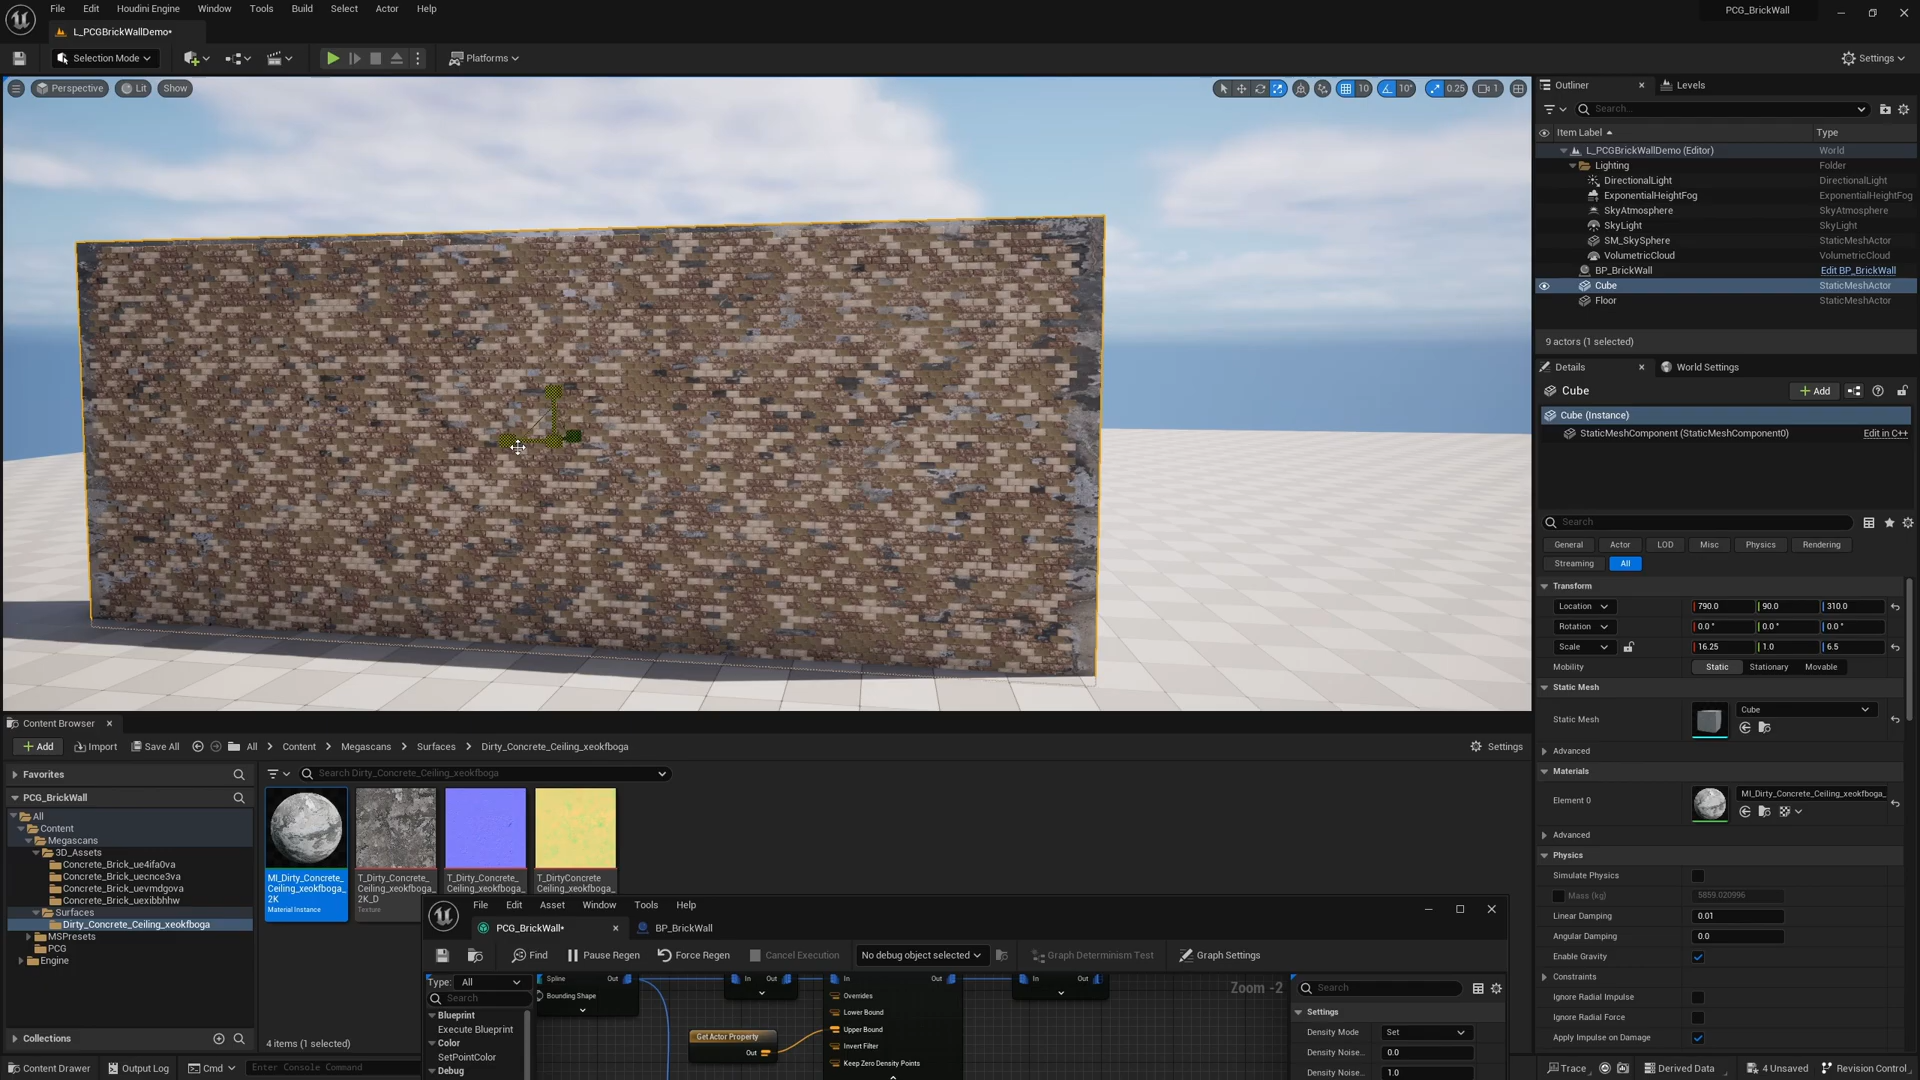 File Edit Houdini Engine Window Tools Build Select Actor Help
PCG_BrickWall
L_PCGBrickWallDemo*
Selection Mode
Platforms
Settings
Perspective Lit Show
10 10° 0.25 1
Outliner Levels
Search...
Item Label Type
L_PCGBrickWallDemo (Editor) World
Lighting Folder
DirectionalLight DirectionalLight
ExponentialHeightFog ExponentialHeightFog
SkyAtmosphere SkyAtmosphere
SkyLight SkyLight
SM_SkySphere StaticMeshActor
VolumetricCloud VolumetricCloud
BP_BrickWall Edit BP_BrickWall
Cube StaticMeshActor
Floor StaticMeshActor
9 actors (1 selected)
Details World Settings
Cube
Add
Cube (Instance)
StaticMeshComponent (StaticMeshComponent0) Edit in C++
Search
General Actor LOD Misc Physics Rendering
Streaming All
Transform
Location 790.0 90.0 310.0
Rotation 0.0° 0.0° 0.0°
Scale 16.25 1.0 6.5
Mobility Static Stationary Movable
Static Mesh
Static Mesh Cube
Advanced
Materials
Element 0 MI_Dirty_Concrete_Ceiling_xeokfboga_
Advanced
Physics
Simulate Physics
Mass (kg) 5859.020996
Linear Damping 0.01
Angular Damping 0.0
Enable Gravity
Constraints
Ignore Radial Impulse
Ignore Radial Force
Apply Impulse on Damage
Content Browser
Add Import Save All All Content Megascans Surfaces Dirty_Concrete_Ceiling_xeokfboga Settings
Favorites
Search Dirty_Concrete_Ceiling_xeokfboga
PCG_BrickWall
All
Content
Megascans
3D_Assets
Concrete_Brick_ue4ifa0va
Concrete_Brick_uecnce3va
Concrete_Brick_uevmdgova
Concrete_Brick_uexibbhhw
Surfaces
Dirty_Concrete_Ceiling_xeokfboga
MSPresets
PCG
Engine
Collections
MI_Dirty_Concrete_
Ceiling_xeokfboga_
2K
Material Instance
T_Dirty_Concrete_
Ceiling_xeokfboga_
2K_D
Texture
T_Dirty_Concrete_
Ceiling_xeokfboga_
T_DirtyConcrete
Ceiling_xeokfboga_
4 items (1 selected)
File Edit Asset Window Tools Help
PCG_BrickWall* BP_BrickWall
Find Pause Regen Force Regen Cancel Execution No debug object selected Graph Determinism Test Graph Settings
Type: All
Search
Blueprint
Execute Blueprint
Color
SetPointColor
Debug
Spline Out
Bounding Shape
In Out
In Out
Overrides
Lower Bound
Upper Bound
Invert Filter
Keep Zero Density Points
Get Actor Property
Out
In Out
Zoom -2
Search
Settings
Density Mode Set
Density Noise... 0.0
Density Noise... 1.0
Content Drawer Output Log Cmd Enter Console Command
Trace Derived Data 4 Unsaved Revision Control